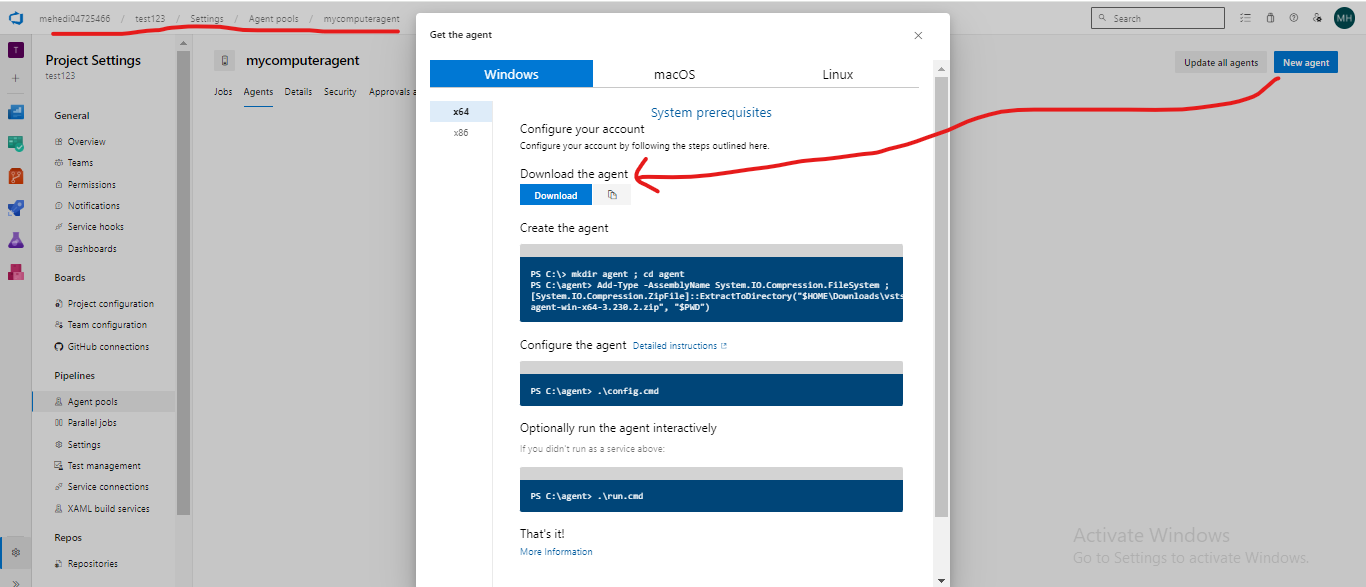 mehedi04725466 / test123 / Settings / Agent pools / mycomputeragent
Search
MH
T
Project Settings
test123
General
Overview
Teams
Permissions
Notifications
Service hooks
Dashboards
Boards
Project configuration
Team configuration
GitHub connections
Pipelines
Agent pools
Parallel jobs
Settings
Test management
Service connections
XAML build services
Repos
Repositories
mycomputeragent
Jobs Agents Details Security Approvals a
Update all agents New agent
Get the agent
Windows macOS Linux
x64
x86
System prerequisites
Configure your account
Configure your account by following the steps outlined here.
Download the agent
Download
Create the agent
PS C:\> mkdir agent ; cd agent
PS C:\agent> Add-Type -AssemblyName System.IO.Compression.FileSystem ;
[System.IO.Compression.ZipFile]::ExtractToDirectory("$HOME\Downloads\vsts
agent-win-x64-3.230.2.zip", "$PWD")
Configure the agent Detailed instructions
PS C:\agent> .\config.cmd
Optionally run the agent interactively
If you didn't run as a service above:
PS C:\agent> .\run.cmd
That's it!
More Information
Activate Windows
Go to Settings to activate Windows.